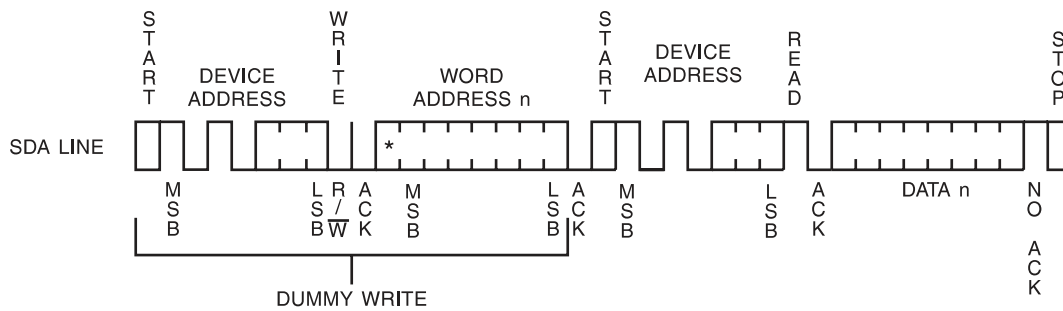 START
DEVICE
ADDRESS
WRITE
WORD
ADDRESS n
START
DEVICE
ADDRESS
READ
STOP
SDA LINE
*
MSB
LSB
R/W
ACK
MSB
LSB
ACK
MSB
LSB
ACK
DATA n
NO ACK
DUMMY WRITE